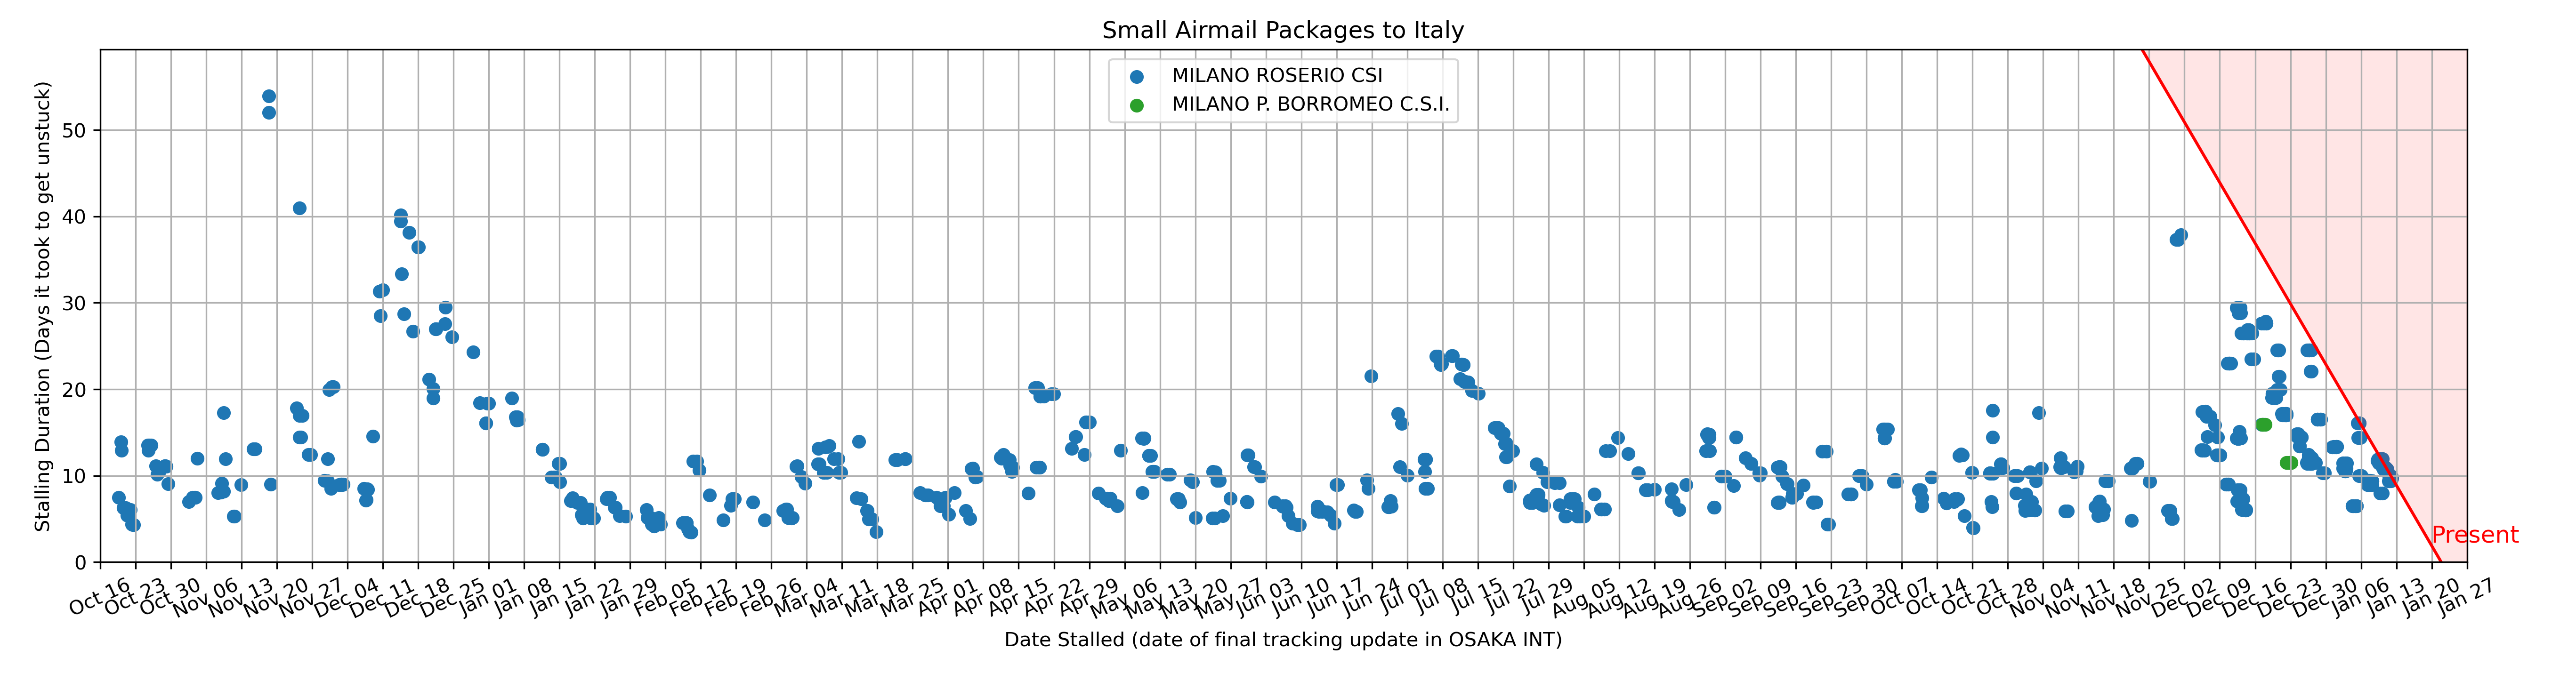 Small Airmail Packages to Italy
MILANO ROSERIO CSI
MILANO P. BORROMEO C.S.I.
Stalling Duration (Days it took to get unstuck)
50
40
30
20
10
0
Present
Oct 16 Oct 23 Oct 30 Nov 06 Nov 13 Nov 20 Nov 27 Dec 04 Dec 11 Dec 18 Dec 25 Jan 01 Jan 08 Jan 15 Jan 22 Jan 29 Feb 05 Feb 12 Feb 19 Feb 26 Mar 04 Mar 11 Mar 18 Mar 25 Apr 01 Apr 08 Apr 15 Apr 22 Apr 29 May 06 May 13 May 20 May 27 Jun 03 Jun 10 Jun 17 Jun 24 Jul 01 Jul 08 Jul 15 Jul 22 Jul 29 Aug 05 Aug 12 Aug 19 Aug 26 Sep 02 Sep 09 Sep 16 Sep 23 Sep 30 Oct 07 Oct 14 Oct 21 Oct 28 Nov 04 Nov 11 Nov 18 Nov 25 Dec 02 Dec 09 Dec 16 Dec 23 Dec 30 Jan 06 Jan 13 Jan 20 Jan 27
Date Stalled (date of final tracking update in OSAKA INT)